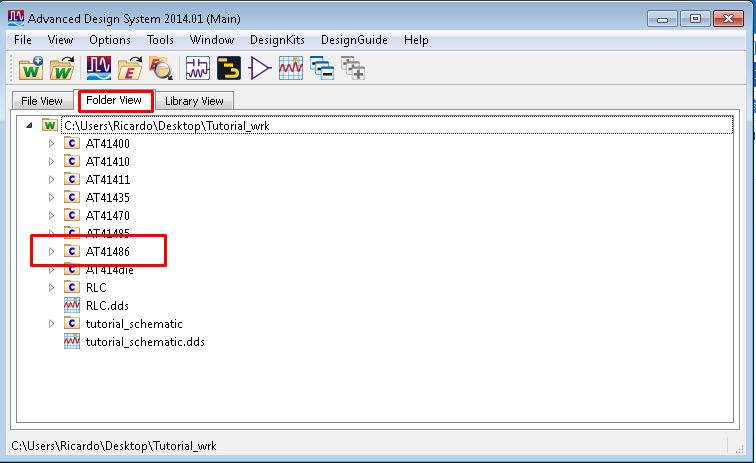 Advanced Design System 2014.01 (Main)
File View Options Tools Window DesignKits DesignGuide Help
File View Folder View Library View
C:\Users\Ricardo\Desktop\Tutorial_wrk
AT41400
AT41410
AT41411
AT41435
AT41470
AT41485
AT41486
AT414die
RLC
RLC.dds
tutorial_schematic
tutorial_schematic.dds
C:\Users\Ricardo\Desktop\Tutorial_wrk